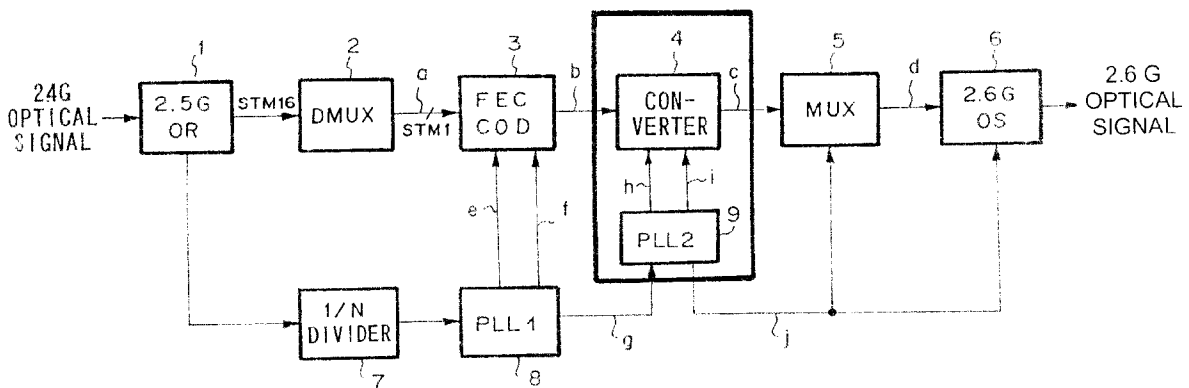 1
2
3
4
5
6
24G
OPTICAL
SIGNAL
2.5G
OR
STM16
DMUX
a
STM1
FEC
COD
b
CON-
VERTER
c
MUX
d
2.6G
OS
2.6 G
OPTICAL
SIGNAL
e
f
h
i
PLL2
9
1/N
DIVIDER
7
PLL1
8
g
j